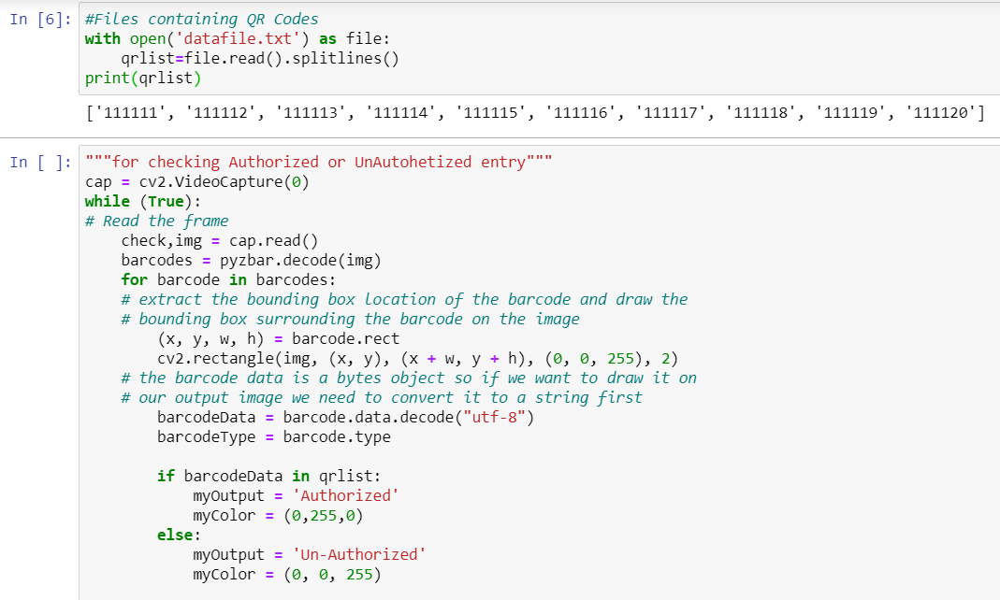 In [6]: #Files containing QR Codes
with open('datafile.txt') as file:
    qrlist=file.read().splitlines()
print(qrlist)
['111111', '111112', '111113', '111114', '111115', '111116', '111117', '111118', '111119', '111120']
In [ ]: """for checking Authorized or UnAutohetized entry"""
cap = cv2.VideoCapture(0)
while (True):
# Read the frame
    check,img = cap.read()
    barcodes = pyzbar.decode(img)
    for barcode in barcodes:
    # extract the bounding box location of the barcode and draw the
    # bounding box surrounding the barcode on the image
        (x, y, w, h) = barcode.rect
        cv2.rectangle(img, (x, y), (x + w, y + h), (0, 0, 255), 2)
    # the barcode data is a bytes object so if we want to draw it on
    # our output image we need to convert it to a string first
        barcodeData = barcode.data.decode("utf-8")
        barcodeType = barcode.type
        if barcodeData in qrlist:
            myOutput = 'Authorized'
            myColor = (0,255,0)
        else:
            myOutput = 'Un-Authorized'
            myColor = (0, 0, 255)